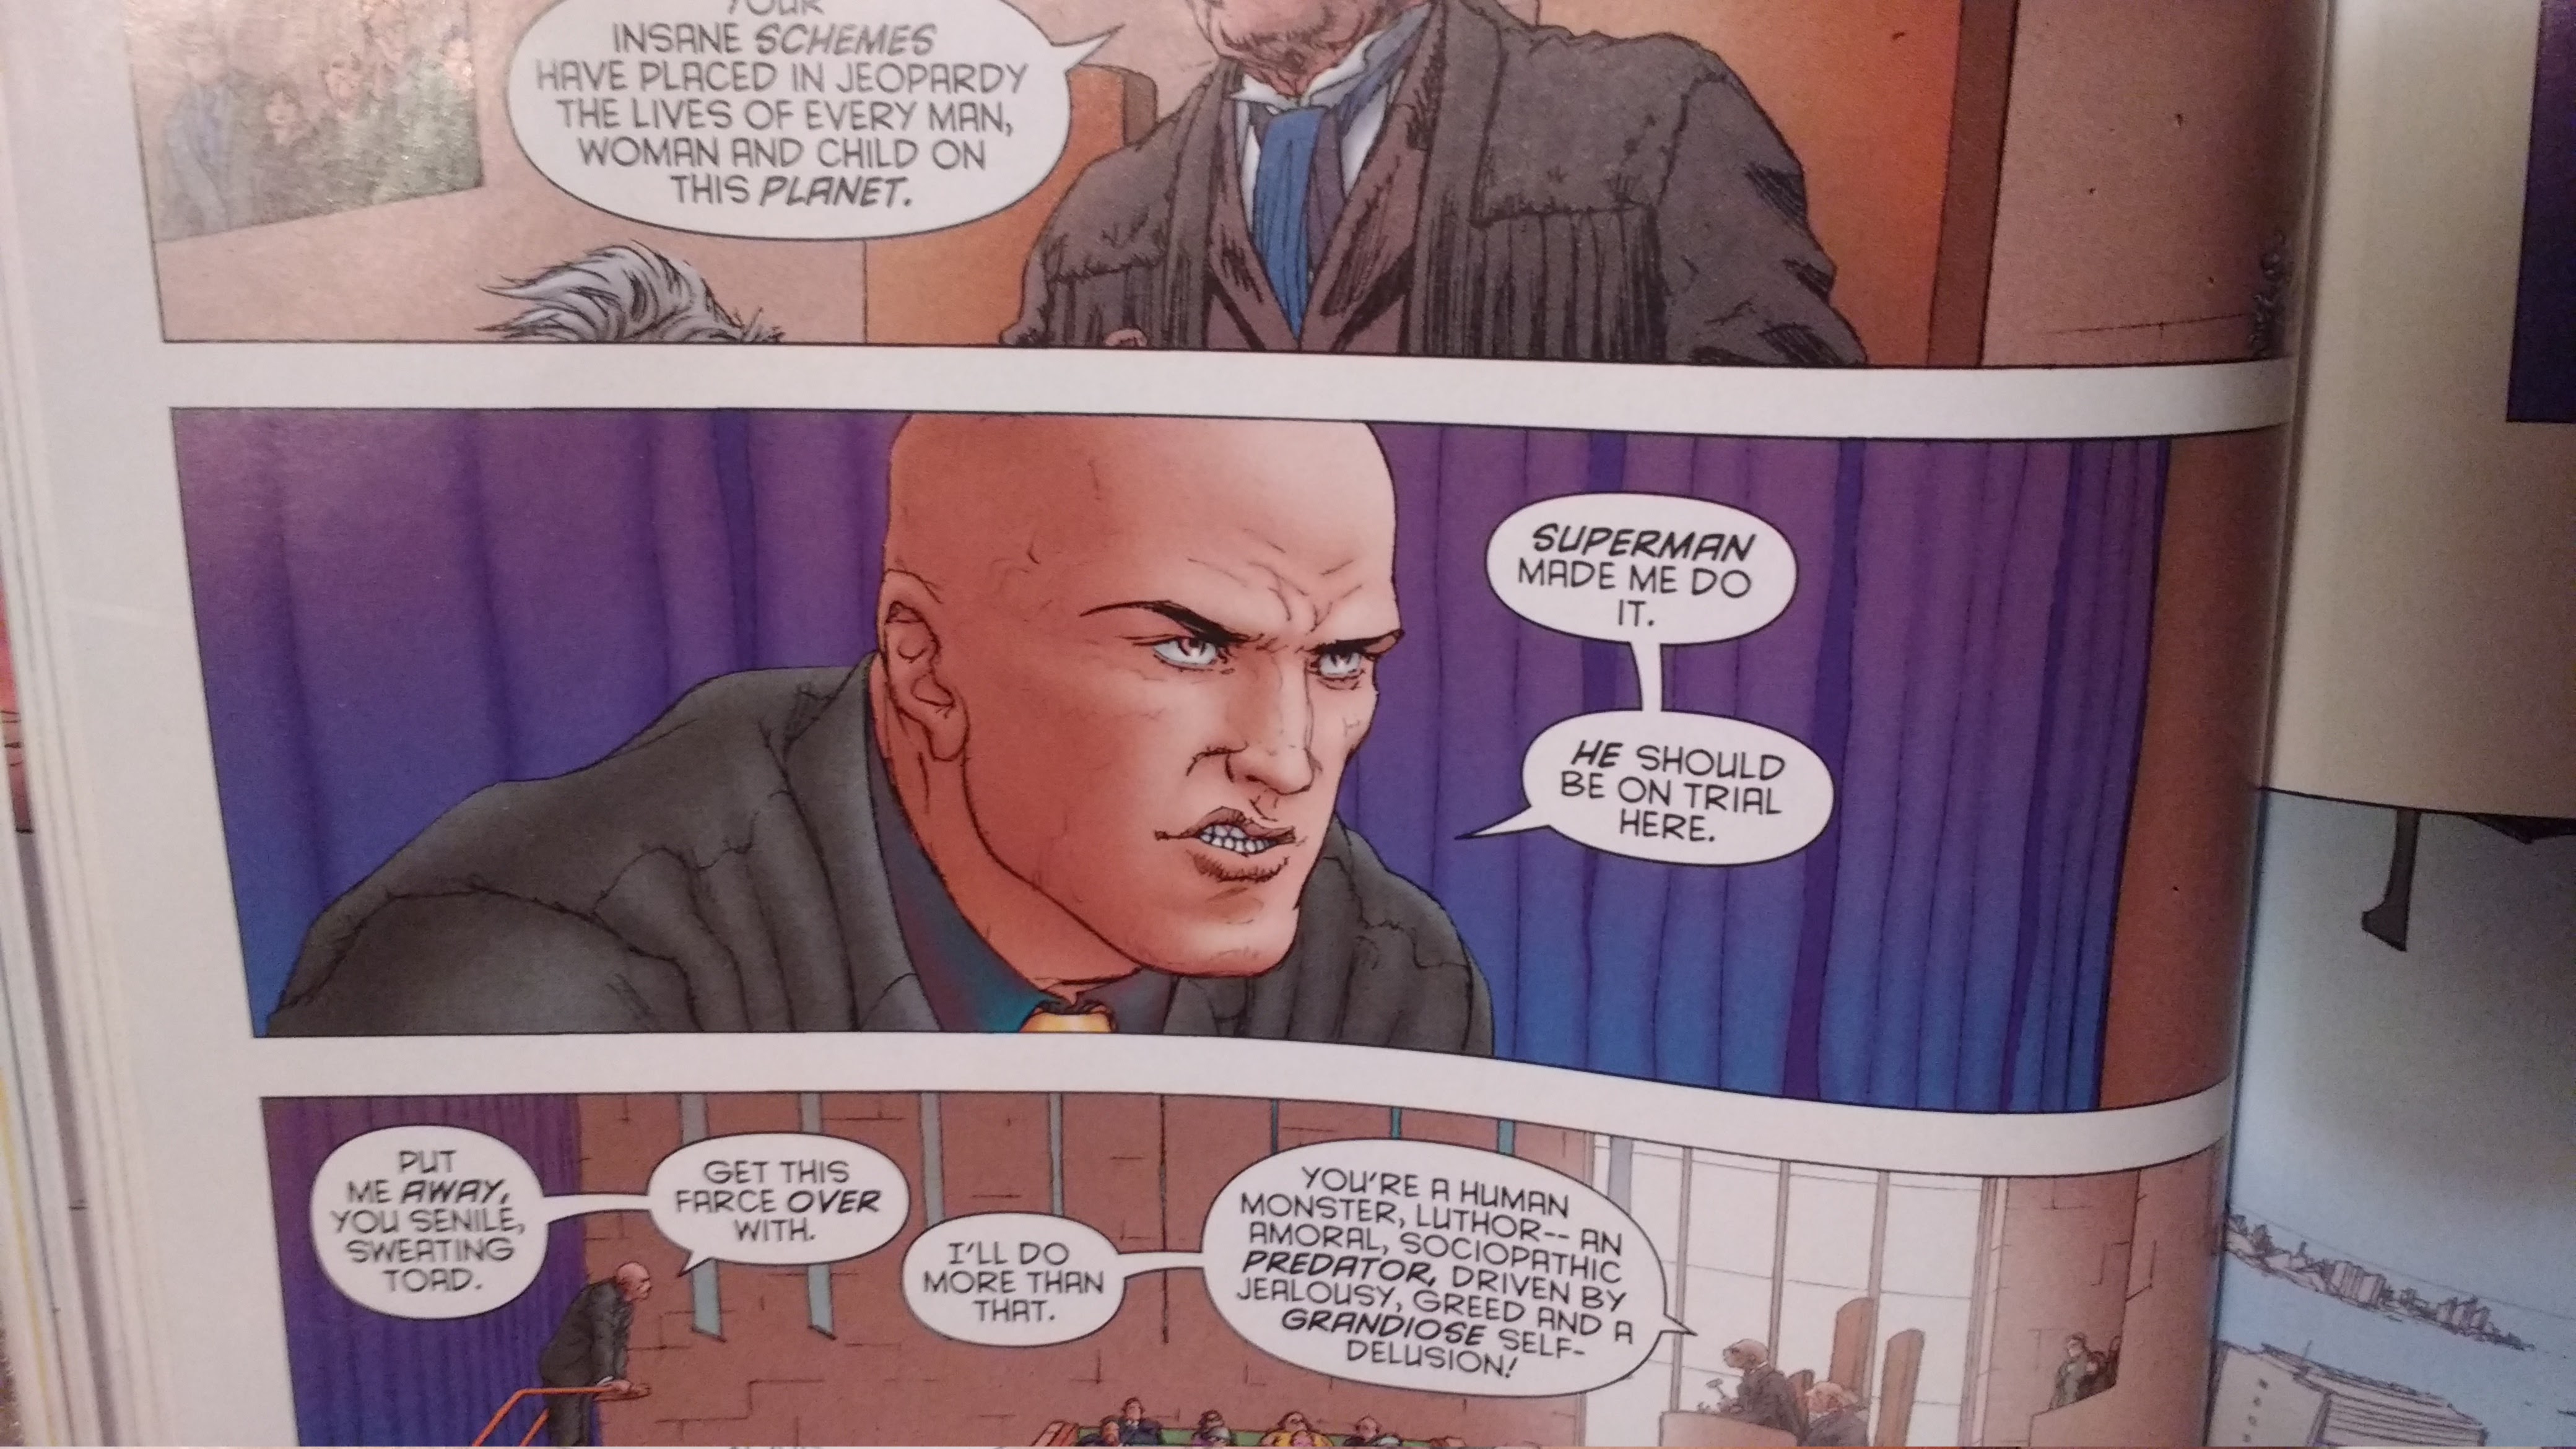 YOUR
INSANE SCHEMES
HAVE PLACED IN JEOPARDY
THE LIVES OF EVERY MAN,
WOMAN AND CHILD ON
THIS PLANET.
SUPERMAN
MADE ME DO
IT.
HE SHOULD
BE ON TRIAL
HERE.
PUT
ME AWAY,
YOU SENILE,
SWEATING
TOAD.
GET THIS
FARCE OVER
WITH.
I'LL DO
MORE THAN
THAT.
YOU'RE A HUMAN
MONSTER, LUTHOR-- AN
AMORAL, SOCIOPATHIC
PREDATOR, DRIVEN BY
JEALOUSY, GREED AND A
GRANDIOSE SELF-
DELUSION!